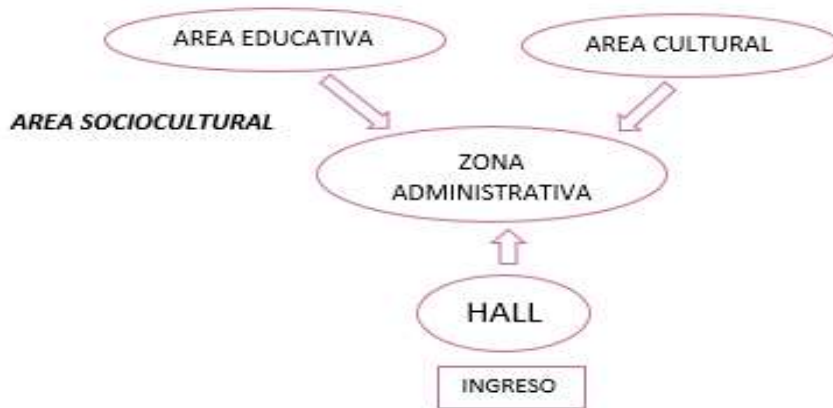 AREA EDUCATIVA
AREA CULTURAL
AREA SOCIOCULTURAL
ZONA
ADMINISTRATIVA
HALL
INGRESO